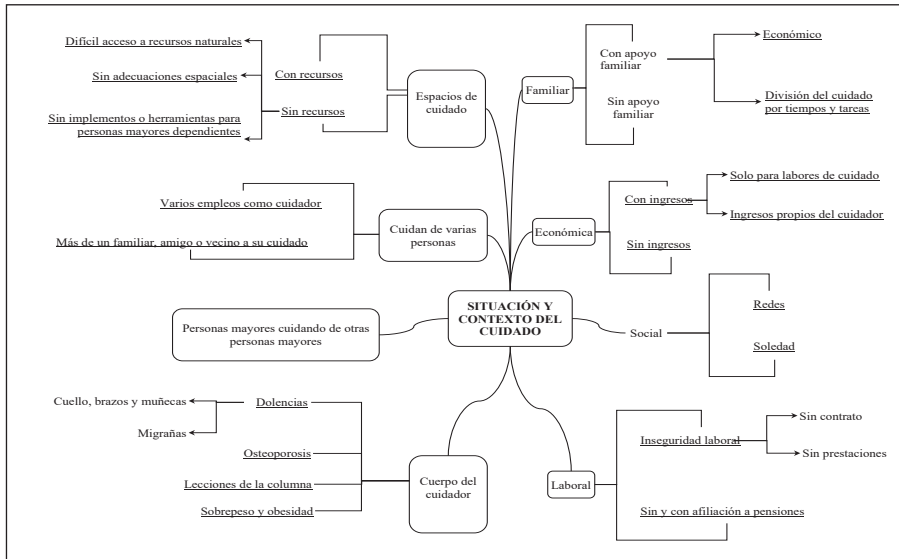 Difícil acceso a recursos naturales
Sin adecuaciones espaciales
Sin implementos o herramientas para
personas mayores dependientes
Con recursos
Sin recursos
Espacios de
cuidado
Varios empleos como cuidador
Más de un familiar, amigo o vecino a su cuidado
Cuidan de varias
personas
Personas mayores cuidando de otras
personas mayores
Cuello, brazos y muñecas
Migrañas
Dolencias
Osteoporosis
Lecciones de la columna
Sobrepeso y obesidad
Cuerpo del
cuidador
SITUACIÓN Y
CONTEXTO DEL
CUIDADO
Familiar
Con apoyo
familiar
Sin apoyo
familiar
Económico
División del cuidado
por tiempos y tareas
Económica
Con ingresos
Sin ingresos
Solo para labores de cuidado
Ingresos propios del cuidador
Social
Redes
Soledad
Laboral
Inseguridad laboral
Sin contrato
Sin prestaciones
Sin y con afiliación a pensiones